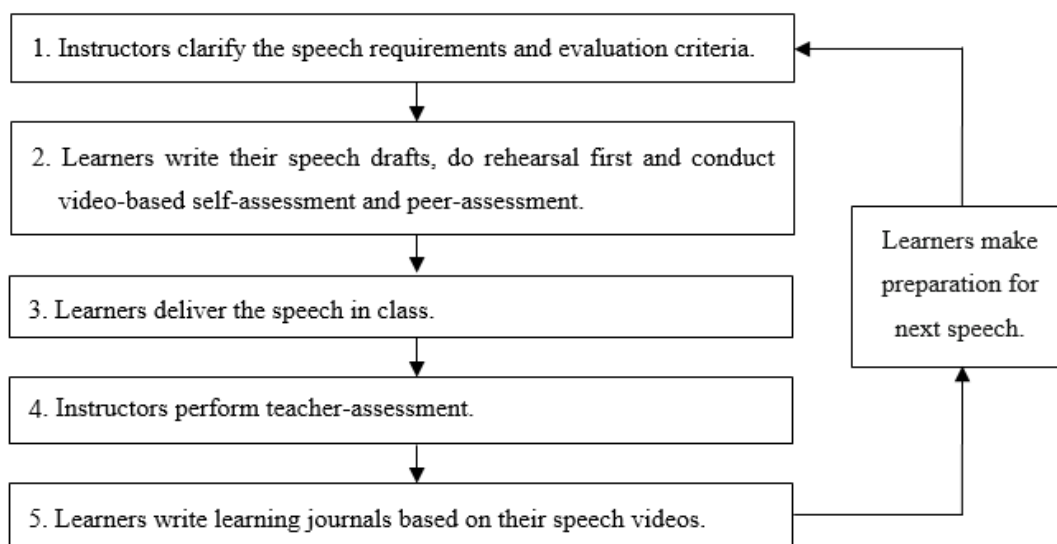 1. Instructors clarify the speech requirements and evaluation criteria.
2. Learners write their speech drafts, do rehearsal first and conduct
video-based self-assessment and peer-assessment.
3. Learners deliver the speech in class.
4. Instructors perform teacher-assessment.
5. Learners write learning journals based on their speech videos.
Learners make
preparation for
next speech.